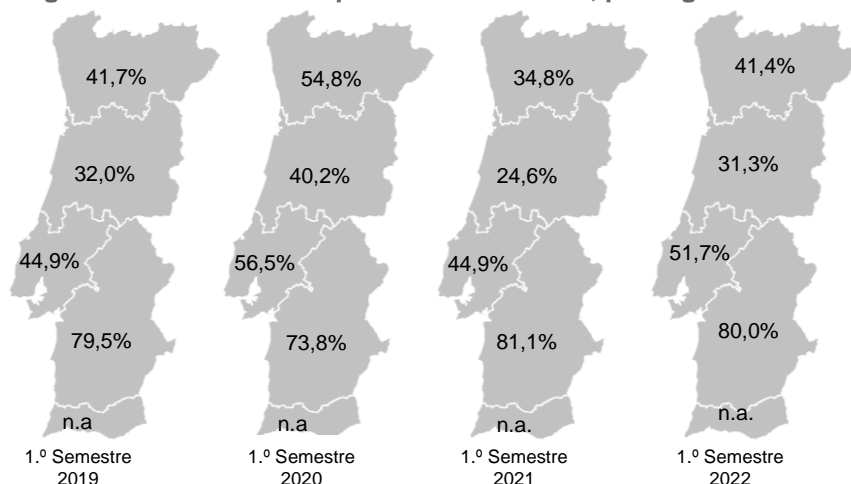 41,7%
54,8%
34,8%
41,4%
32,0%
40,2%
24,6%
31,3%
44,9%
56,5%
44,9%
51,7%
79,5%
73,8%
81,1%
80,0%
n.a
n.a
n.a.
n.a.
1.º Semestre
2019
1.º Semestre
2020
1.º Semestre
2021
1.º Semestre
2022